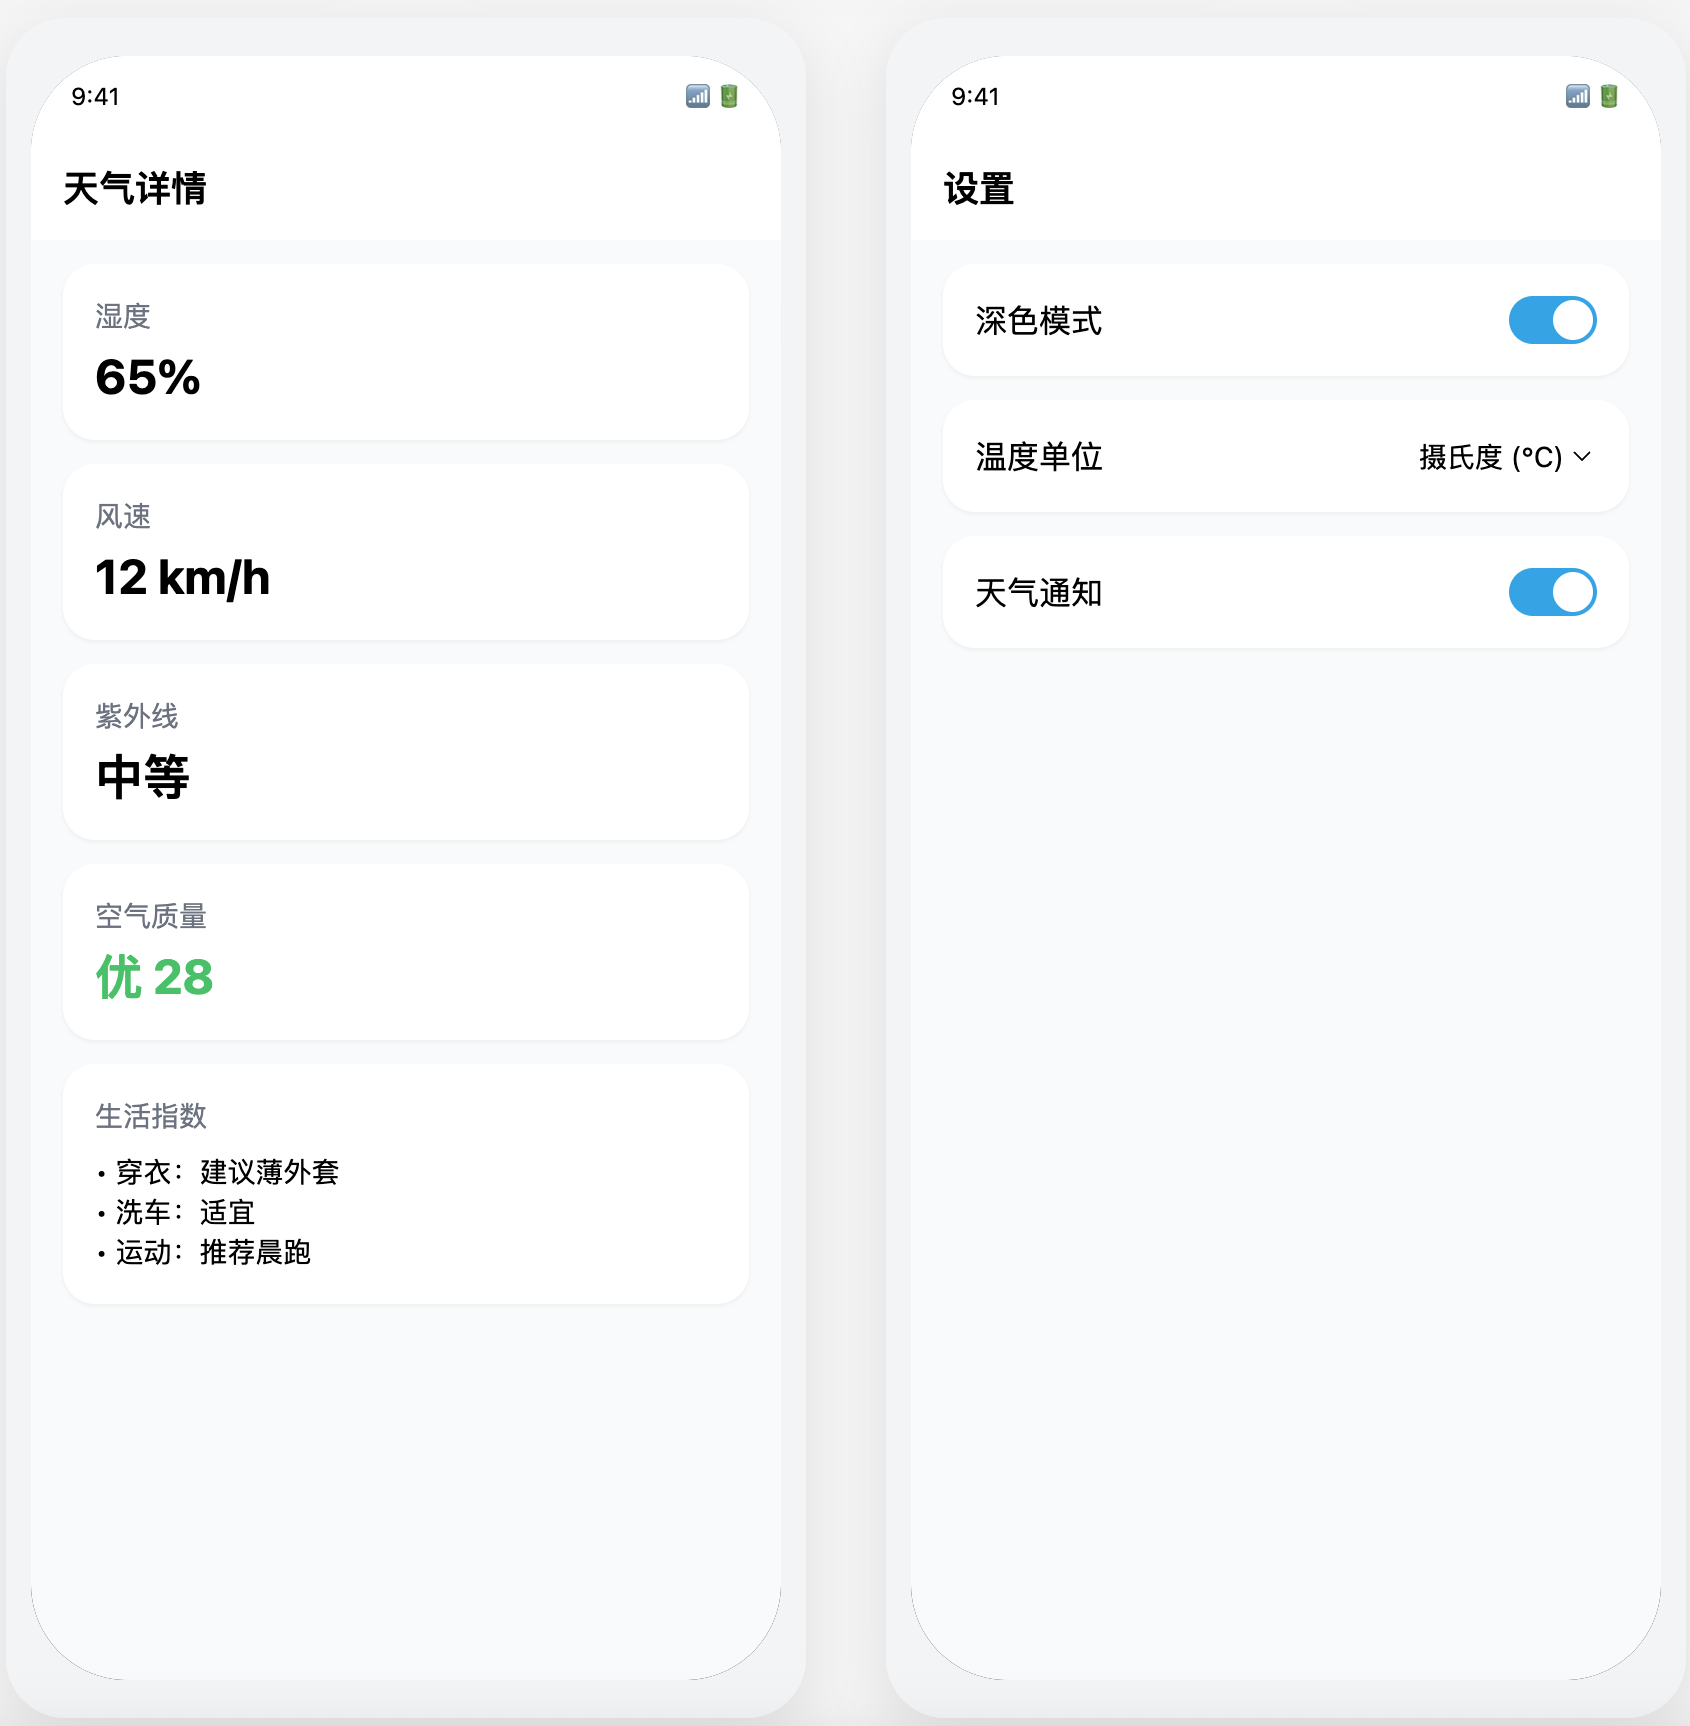 9:41
天气详情
湿度
65%
风速
12 km/h
紫外线
中等
空气质量
优 28
生活指数
• 穿衣：建议薄外套
• 洗车：适宜
• 运动：推荐晨跑
9:41
设置
深色模式
温度单位
摄氏度 (°C)
天气通知